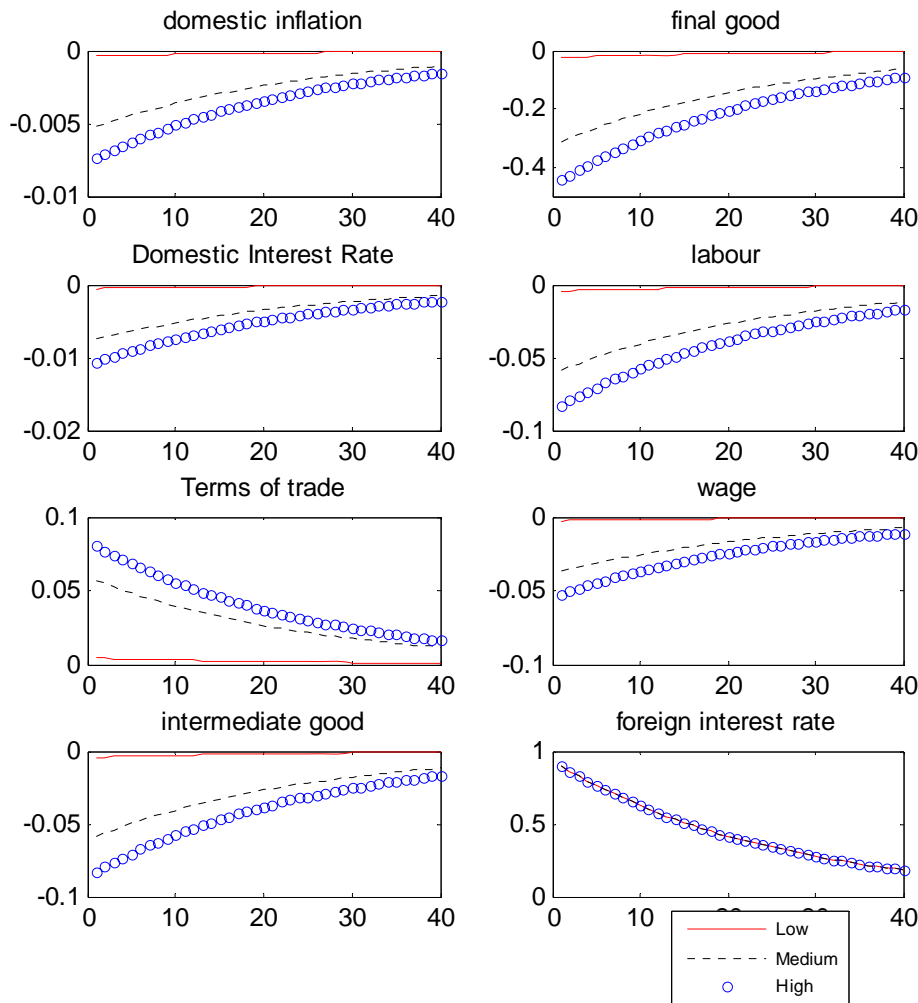 domestic inflation
0
-0.005
-0.01
0 10 20 30 40
final good
0
-0.2
-0.4
0 10 20 30 40
Domestic Interest Rate
0
-0.01
-0.02
0 10 20 30 40
labour
0
-0.05
-0.1
0 10 20 30 40
Terms of trade
0.1
0.05
0
0 10 20 30 40
wage
0
-0.05
-0.1
0 10 20 30 40
intermediate good
0
-0.05
-0.1
0 10 20 30 40
foreign interest rate
1
0.5
0
0 10 20 30 40
Low
Medium
High